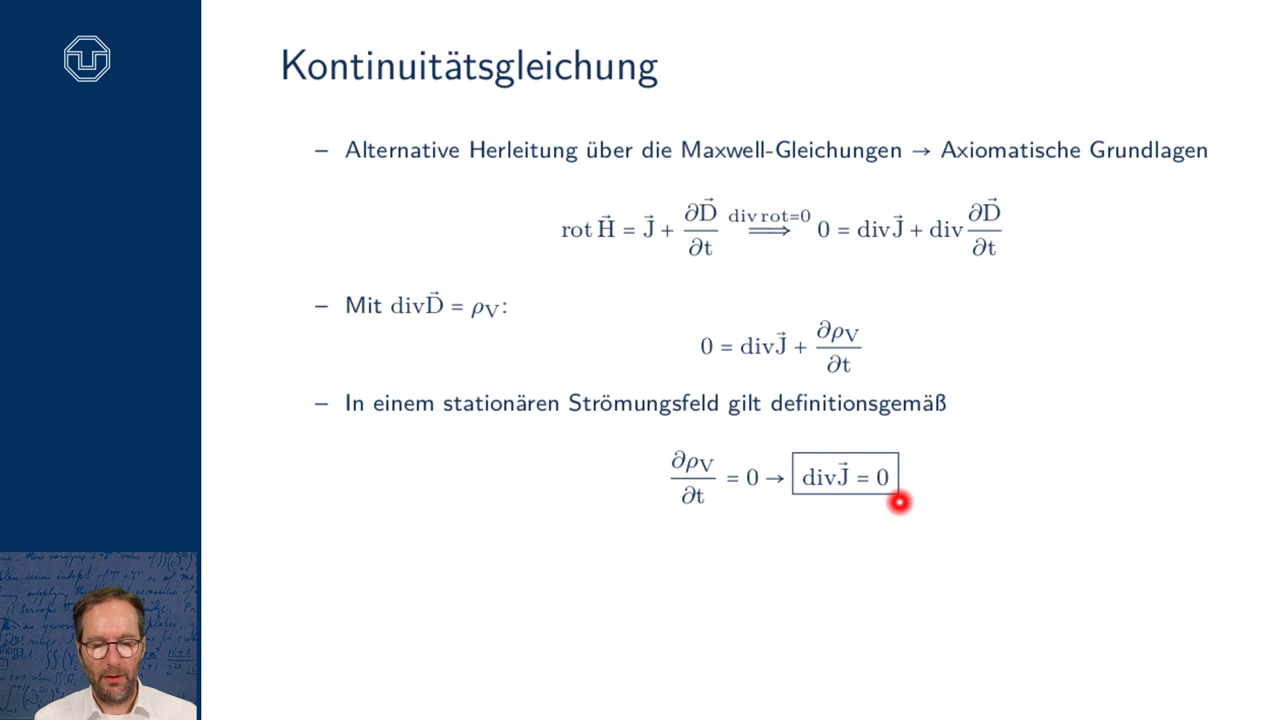 Kontinuitätsgleichung
– Alternative Herleitung über die Maxwell-Gleichungen → Axiomatische Grundlagen
rot H⃗ = J⃗ + ∂D⃗/∂t div rot=0 ⟹ 0 = divJ⃗ + div ∂D⃗/∂t
– Mit divD⃗ = ρV:
0 = divJ⃗ + ∂ρV/∂t
– In einem stationären Strömungsfeld gilt definitionsgemäß
∂ρV/∂t = 0 → divJ⃗ = 0